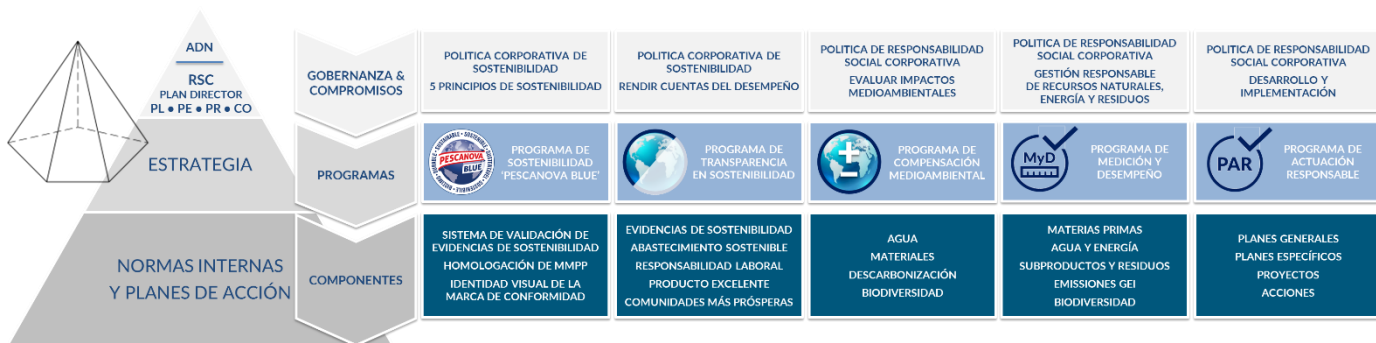 ADN
RSC
PLAN DIRECTOR
PL ● PE ● PR ● CO
ESTRATEGIA
NORMAS INTERNAS
Y PLANES DE ACCIÓN
GOBERNANZA &
COMPROMISOS
POLITICA CORPORATIVA DE
SOSTENIBILIDAD
5 PRINCIPIOS DE SOSTENIBILIDAD
POLITICA CORPORATIVA DE
SOSTENIBILIDAD
RENDIR CUENTAS DEL DESEMPEÑO
POLITICA DE RESPONSABILIDAD
SOCIAL CORPORATIVA
EVALUAR IMPACTOS
MEDIOAMBIENTALES
POLITICA DE RESPONSABILIDAD
SOCIAL CORPORATIVA
GESTIÓN RESPONSABLE
DE RECURSOS NATURALES,
ENERGÍA Y RESIDUOS
POLITICA DE RESPONSABILIDAD
SOCIAL CORPORATIVA
DESARROLLO Y
IMPLEMENTACIÓN
PROGRAMAS
PESCANOVA
BLUE
PROGRAMA DE
SOSTENIBILIDAD
'PESCANOVA BLUE'
PROGRAMA DE
TRANSPARENCIA
EN SOSTENIBILIDAD
PROGRAMA DE
COMPENSACIÓN
MEDIOAMBIENTAL
MyD
PROGRAMA DE
MEDICIÓN Y
DESEMPEÑO
PAR
PROGRAMA DE
ACTUACIÓN
RESPONSABLE
COMPONENTES
SISTEMA DE VALIDACIÓN DE
EVIDENCIAS DE SOSTENIBILIDAD
HOMOLOGACIÓN DE MMPP
IDENTIDAD VISUAL DE LA
MARCA DE CONFORMIDAD
EVIDENCIAS DE SOSTENIBILIDAD
ABASTECIMIENTO SOSTENIBLE
RESPONSABILIDAD LABORAL
PRODUCTO EXCELENTE
COMUNIDADES MÁS PRÓSPERAS
AGUA
MATERIALES
DESCARBONIZACIÓN
BIODIVERSIDAD
MATERIAS PRIMAS
AGUA Y ENERGÍA
SUBPRODUCTOS Y RESIDUOS
EMISSIONES GEI
BIODIVERSIDAD
PLANES GENERALES
PLANES ESPECÍFICOS
PROYECTOS
ACCIONES